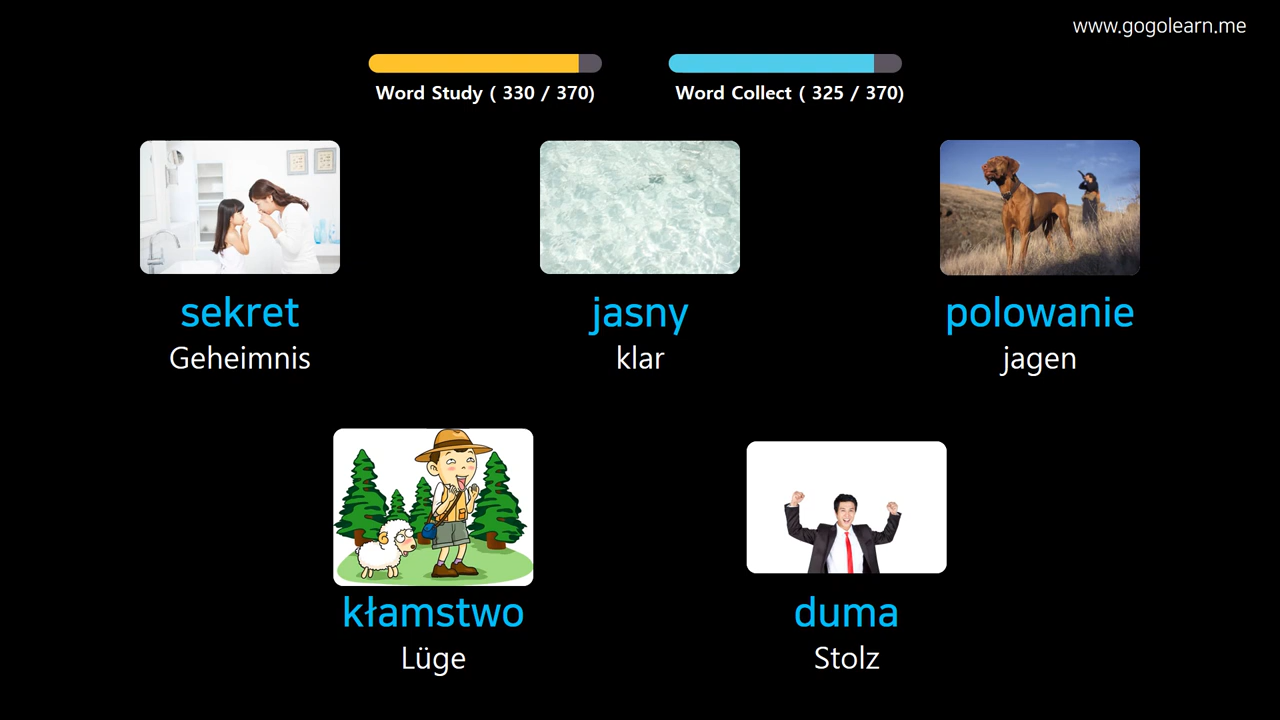 www.gogolearn.me
Word Study ( 330 / 370)
Word Collect ( 325 / 370)
sekret
Geheimnis
jasny
klar
polowanie
jagen
kłamstwo
Lüge
duma
Stolz